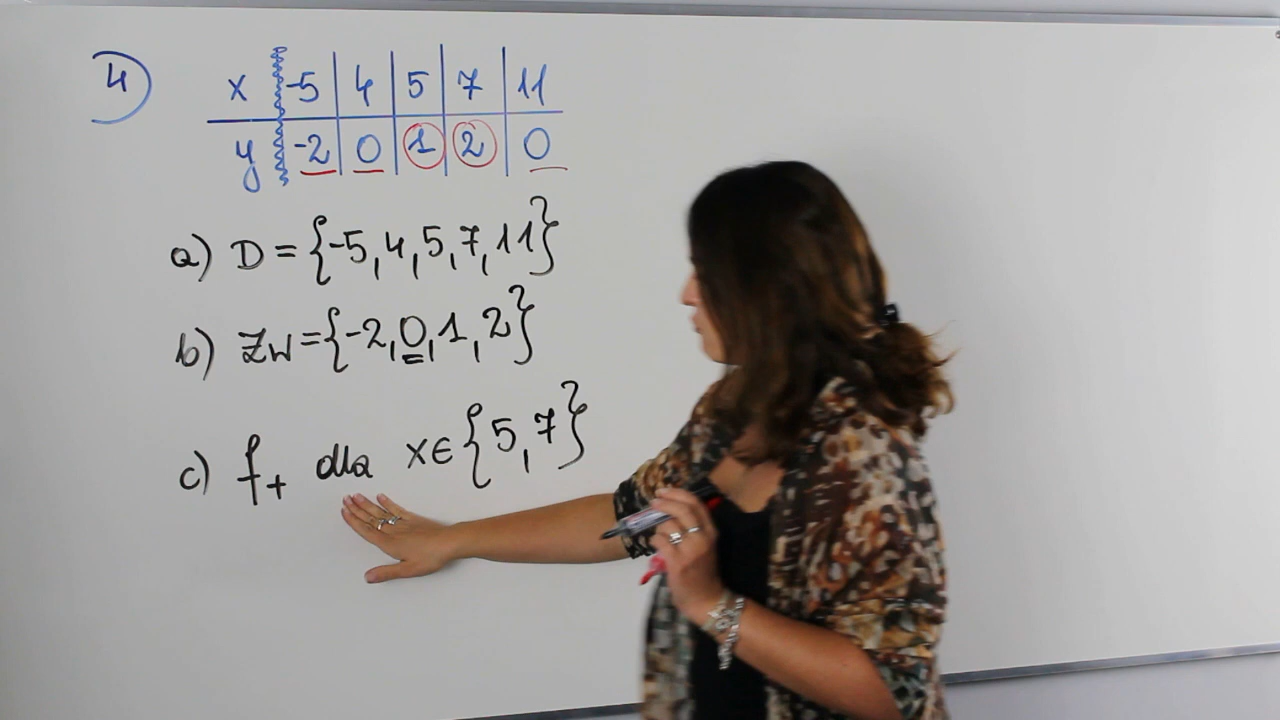 4)
x -5 4 5 7 11
y -2 0 1 2 0
a) D = {-5, 4, 5, 7, 11}
b) ZW = {-2, 0, 1, 2}
c) f+ dla x∈{5, 7}